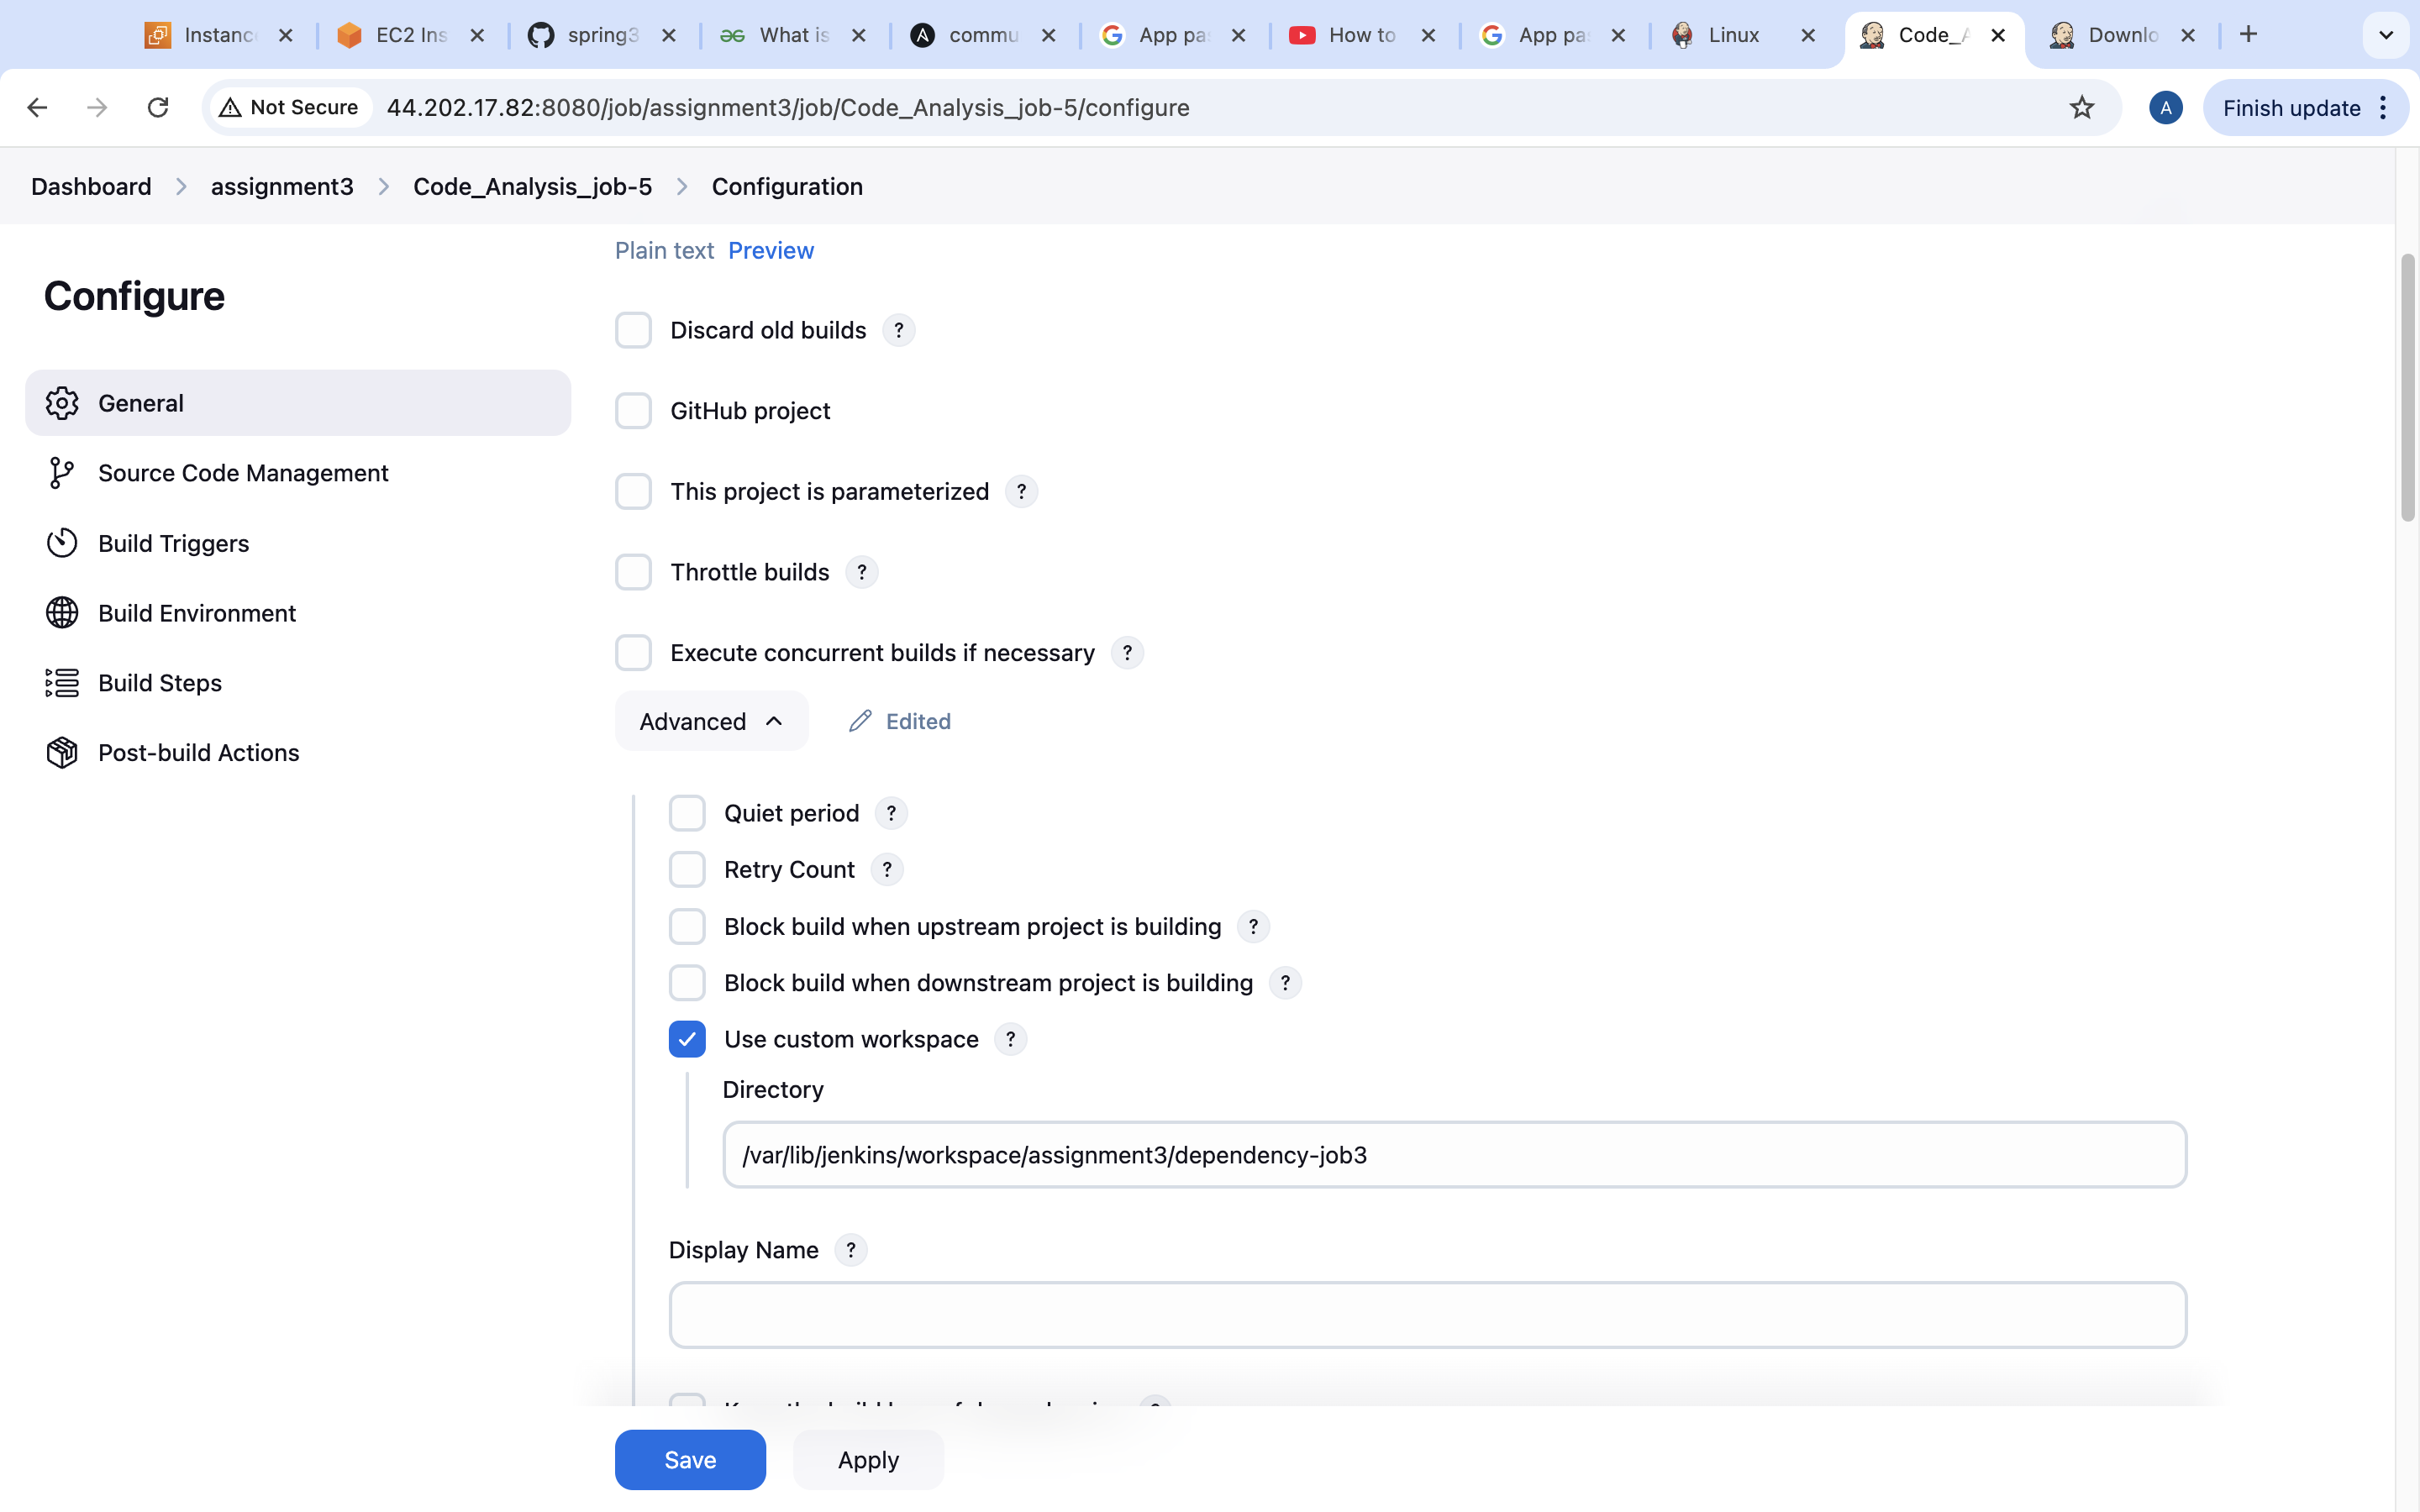 Instanc
EC2 Ins
spring3
What is
commu
App pa
How to
App pa
Linux
Code_A
Downlo
Not Secure 44.202.17.82:8080/job/assignment3/job/Code_Analysis_job-5/configure
A
Finish update
Dashboard > assignment3 > Code_Analysis_job-5 > Configuration
Configure
General
Source Code Management
Build Triggers
Build Environment
Build Steps
Post-build Actions
Plain text Preview
Discard old builds ?
GitHub project
This project is parameterized ?
Throttle builds ?
Execute concurrent builds if necessary ?
Advanced Edited
Quiet period ?
Retry Count ?
Block build when upstream project is building ?
Block build when downstream project is building ?
Use custom workspace ?
Directory
/var/lib/jenkins/workspace/assignment3/dependency-job3
Display Name ?
Save Apply